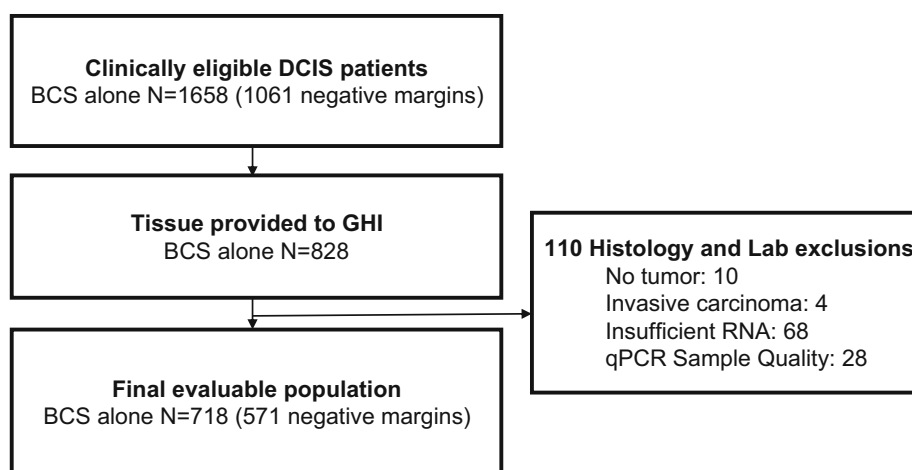 Clinically eligible DCIS patients
BCS alone N=1658 (1061 negative margins)
Tissue provided to GHI
BCS alone N=828
110 Histology and Lab exclusions
No tumor: 10
Invasive carcinoma: 4
Insufficient RNA: 68
qPCR Sample Quality: 28
Final evaluable population
BCS alone N=718 (571 negative margins)